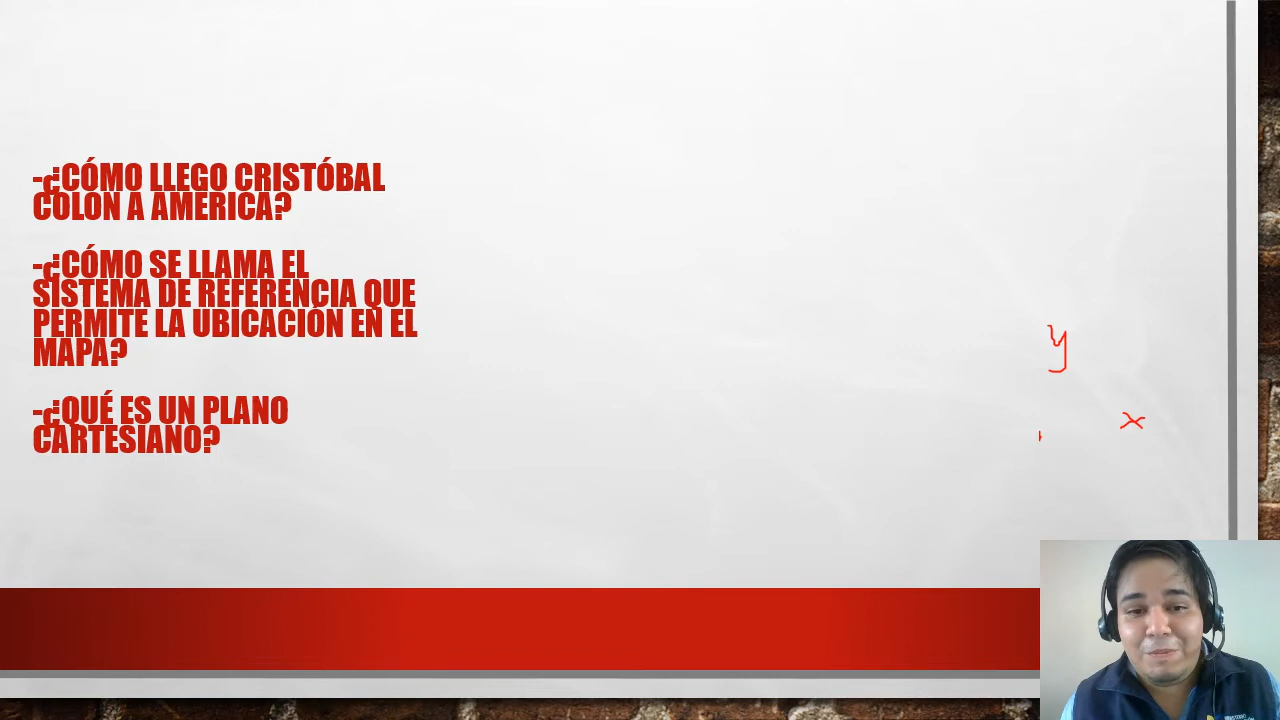 -¿CÓMO LLEGO CRISTÓBAL
COLON A AMERICA?
-¿CÓMO SE LLAMA EL
SISTEMA DE REFERENCIA QUE
PERMITE LA UBICACIÓN EN EL
MAPA?
-¿QUÉ ES UN PLANO
CARTESIANO?
y
x